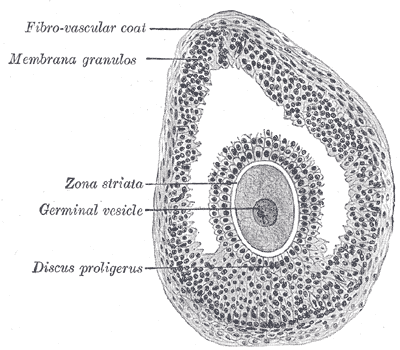 Fibro-vascular coat
Membrana granulos
Zona striata
Germinal vesicle
Discus proligerus